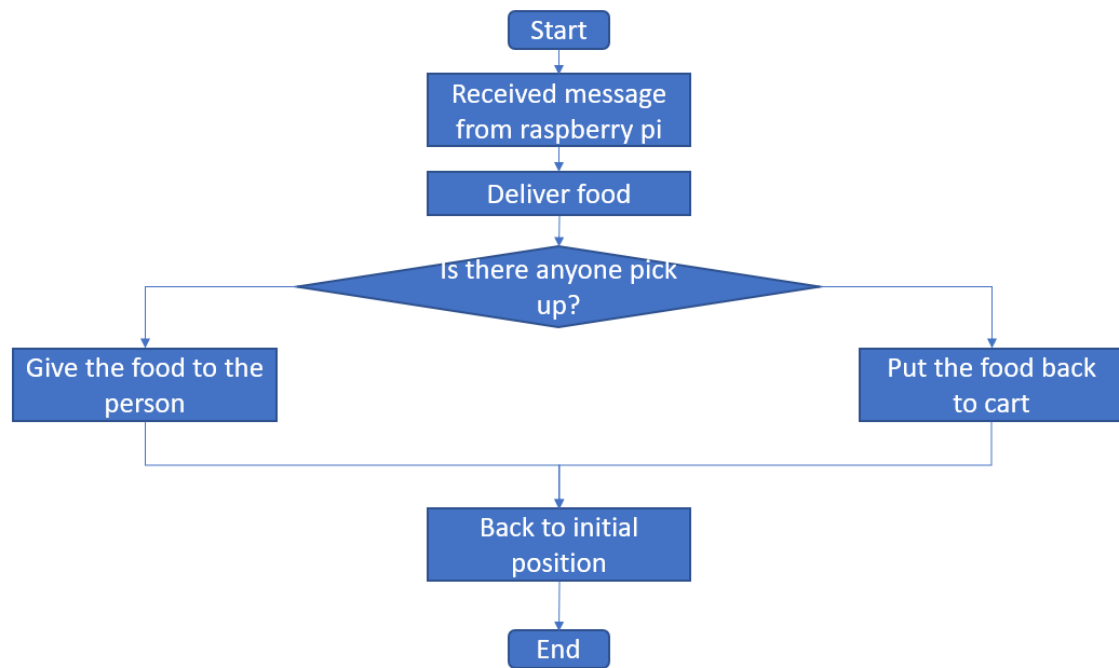 Start
Received message
from raspberry pi
Deliver food
Is there anyone pick
up?
Give the food to the
person
Put the food back
to cart
Back to initial
position
End